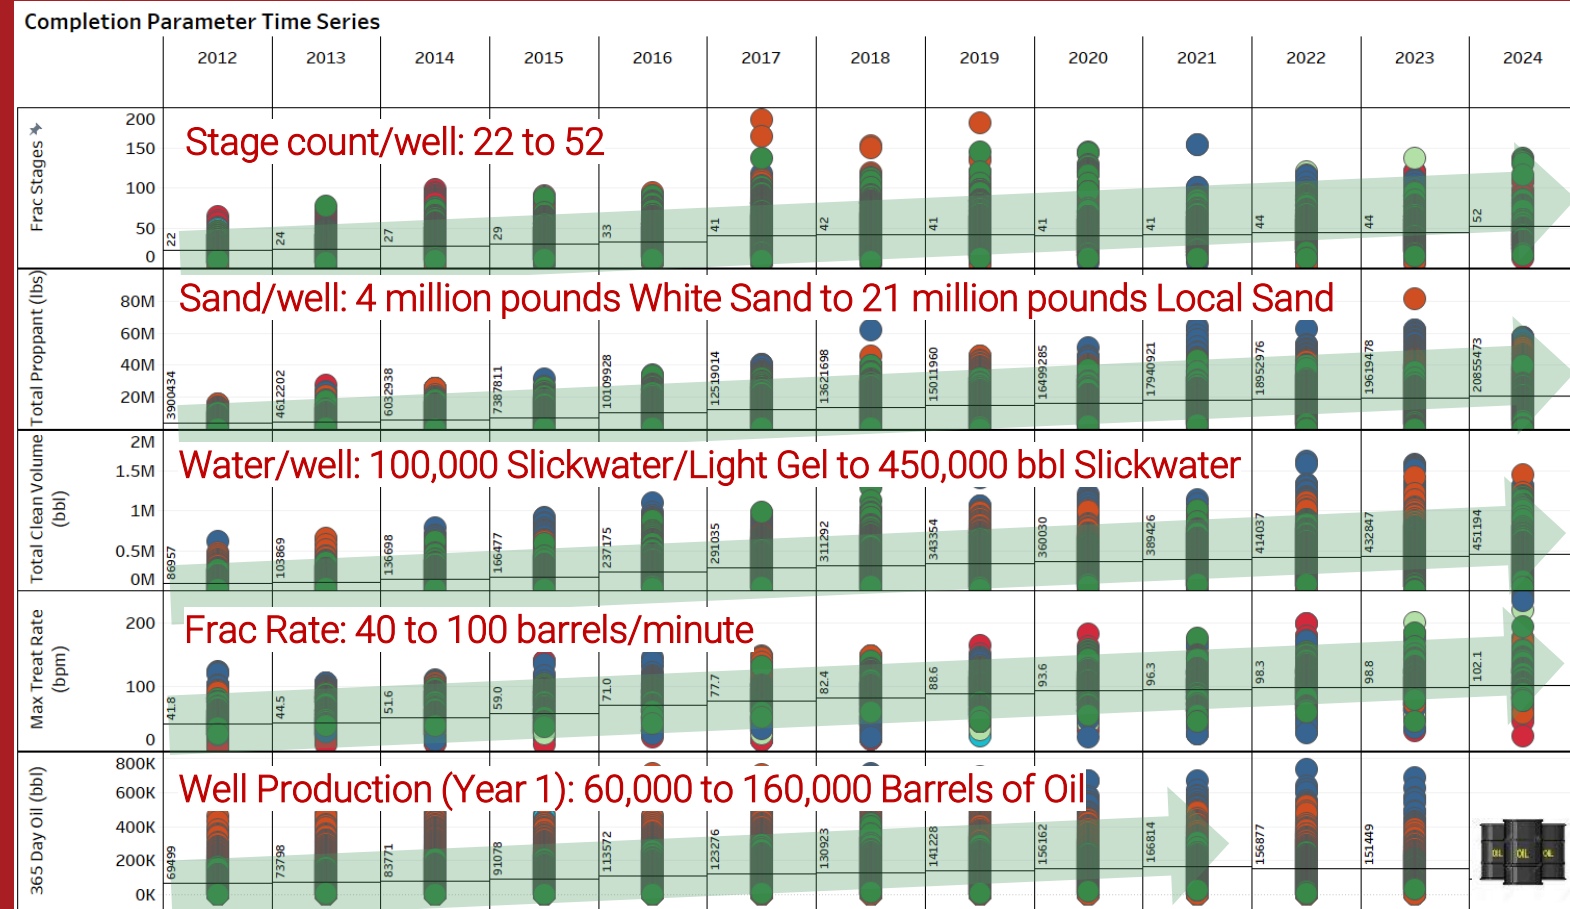 Completion Parameter Time Series
2012 2013 2014 2015 2016 2017 2018 2019 2020 2021 2022 2023 2024
Frac Stages
200
150
100
50
0
Stage count/well: 22 to 52
22 24 27 29 33 41 42 41 41 41 44 44 52
Total Proppant (lbs)
80M
60M
40M
20M
Sand/well: 4 million pounds White Sand to 21 million pounds Local Sand
3900434 4612202 6032938 7387811 10109928 12519014 13621698 15011960 16499285 17940921 18952976 19619478 20855473
Total Clean Volume
(bbl)
2M
1.5M
1M
0.5M
0M
Water/well: 100,000 Slickwater/Light Gel to 450,000 bbl Slickwater
86957 103869 136698 166477 237175 291035 311292 343354 360030 389426 414037 432847 451194
Max Treat Rate
(bpm)
200
100
0
Frac Rate: 40 to 100 barrels/minute
41.8 44.5 51.6 59.0 71.0 77.7 82.4 88.6 93.6 96.3 98.3 98.8 102.1
365 Day Oil (bbl)
800K
600K
400K
200K
0K
Well Production (Year 1): 60,000 to 160,000 Barrels of Oil
69499 73798 83771 91078 113572 123276 130923 141228 156162 166814 156877 151449
OIL OIL OIL